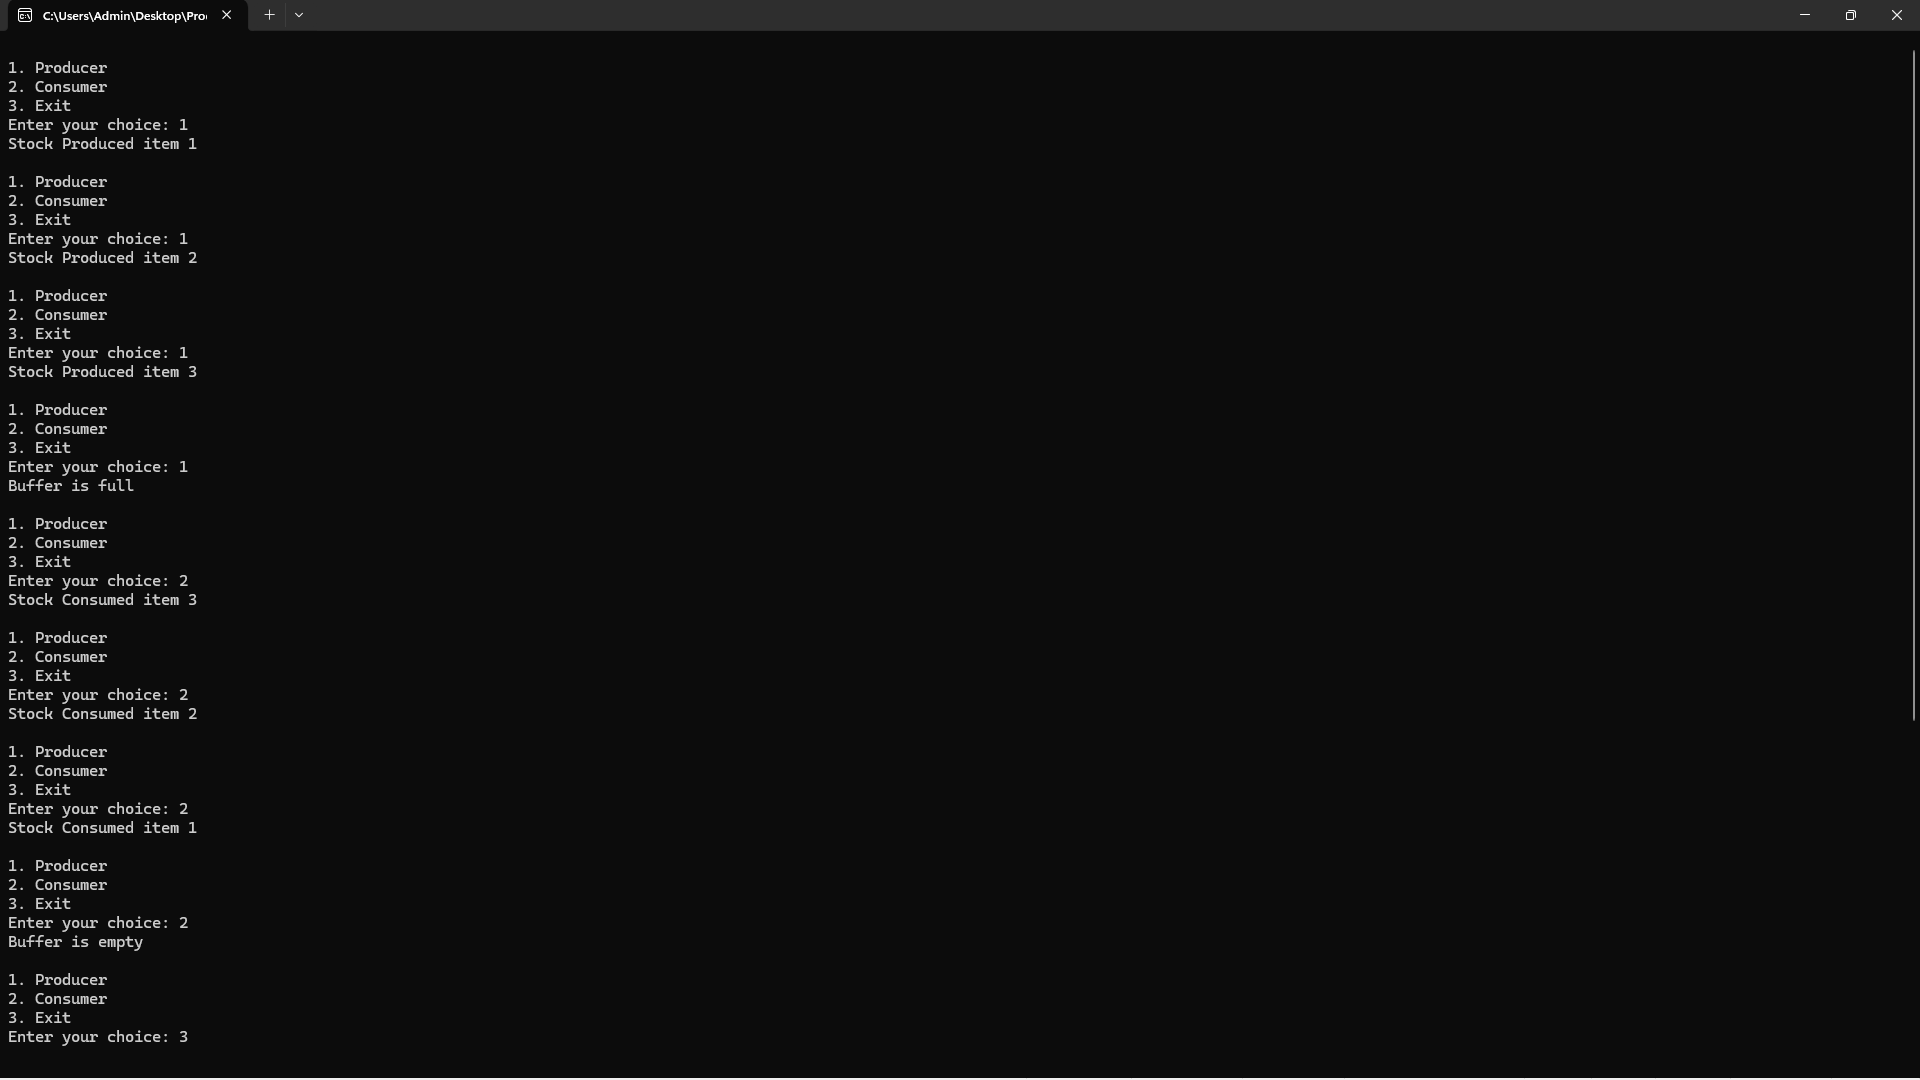 C:\Users\Admin\Desktop\Pro
1. Producer
2. Consumer
3. Exit
Enter your choice: 1
Stock Produced item 1
1. Producer
2. Consumer
3. Exit
Enter your choice: 1
Stock Produced item 2
1. Producer
2. Consumer
3. Exit
Enter your choice: 1
Stock Produced item 3
1. Producer
2. Consumer
3. Exit
Enter your choice: 1
Buffer is full
1. Producer
2. Consumer
3. Exit
Enter your choice: 2
Stock Consumed item 3
1. Producer
2. Consumer
3. Exit
Enter your choice: 2
Stock Consumed item 2
1. Producer
2. Consumer
3. Exit
Enter your choice: 2
Stock Consumed item 1
1. Producer
2. Consumer
3. Exit
Enter your choice: 2
Buffer is empty
1. Producer
2. Consumer
3. Exit
Enter your choice: 3